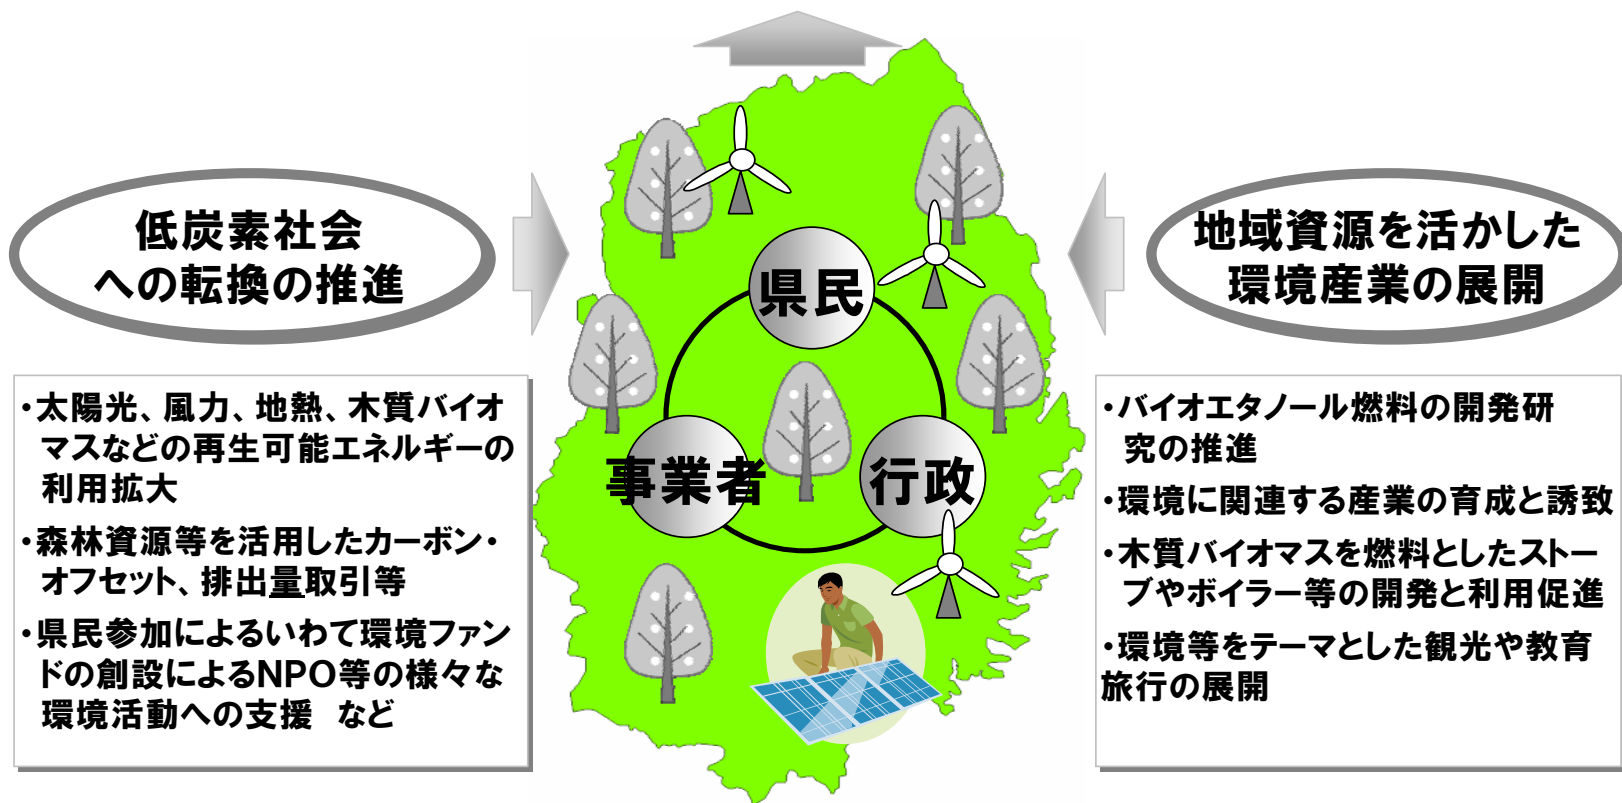 低炭素社会
への転換の推進
・太陽光、風力、地熱、木質バイオ
マスなどの再生可能エネルギーの
利用拡大
・森林資源等を活用したカーボン・
オフセット、排出量取引等
・県民参加によるいわて環境ファン
ドの創設によるNPO等の様々な
環境活動への支援　など
県民
事業者
行政
地域資源を活かした
環境産業の展開
・バイオエタノール燃料の開発研
究の推進
・環境に関連する産業の育成と誘致
・木質バイオマスを燃料としたストー
ブやボイラー等の開発と利用促進
・環境等をテーマとした観光や教育
旅行の展開